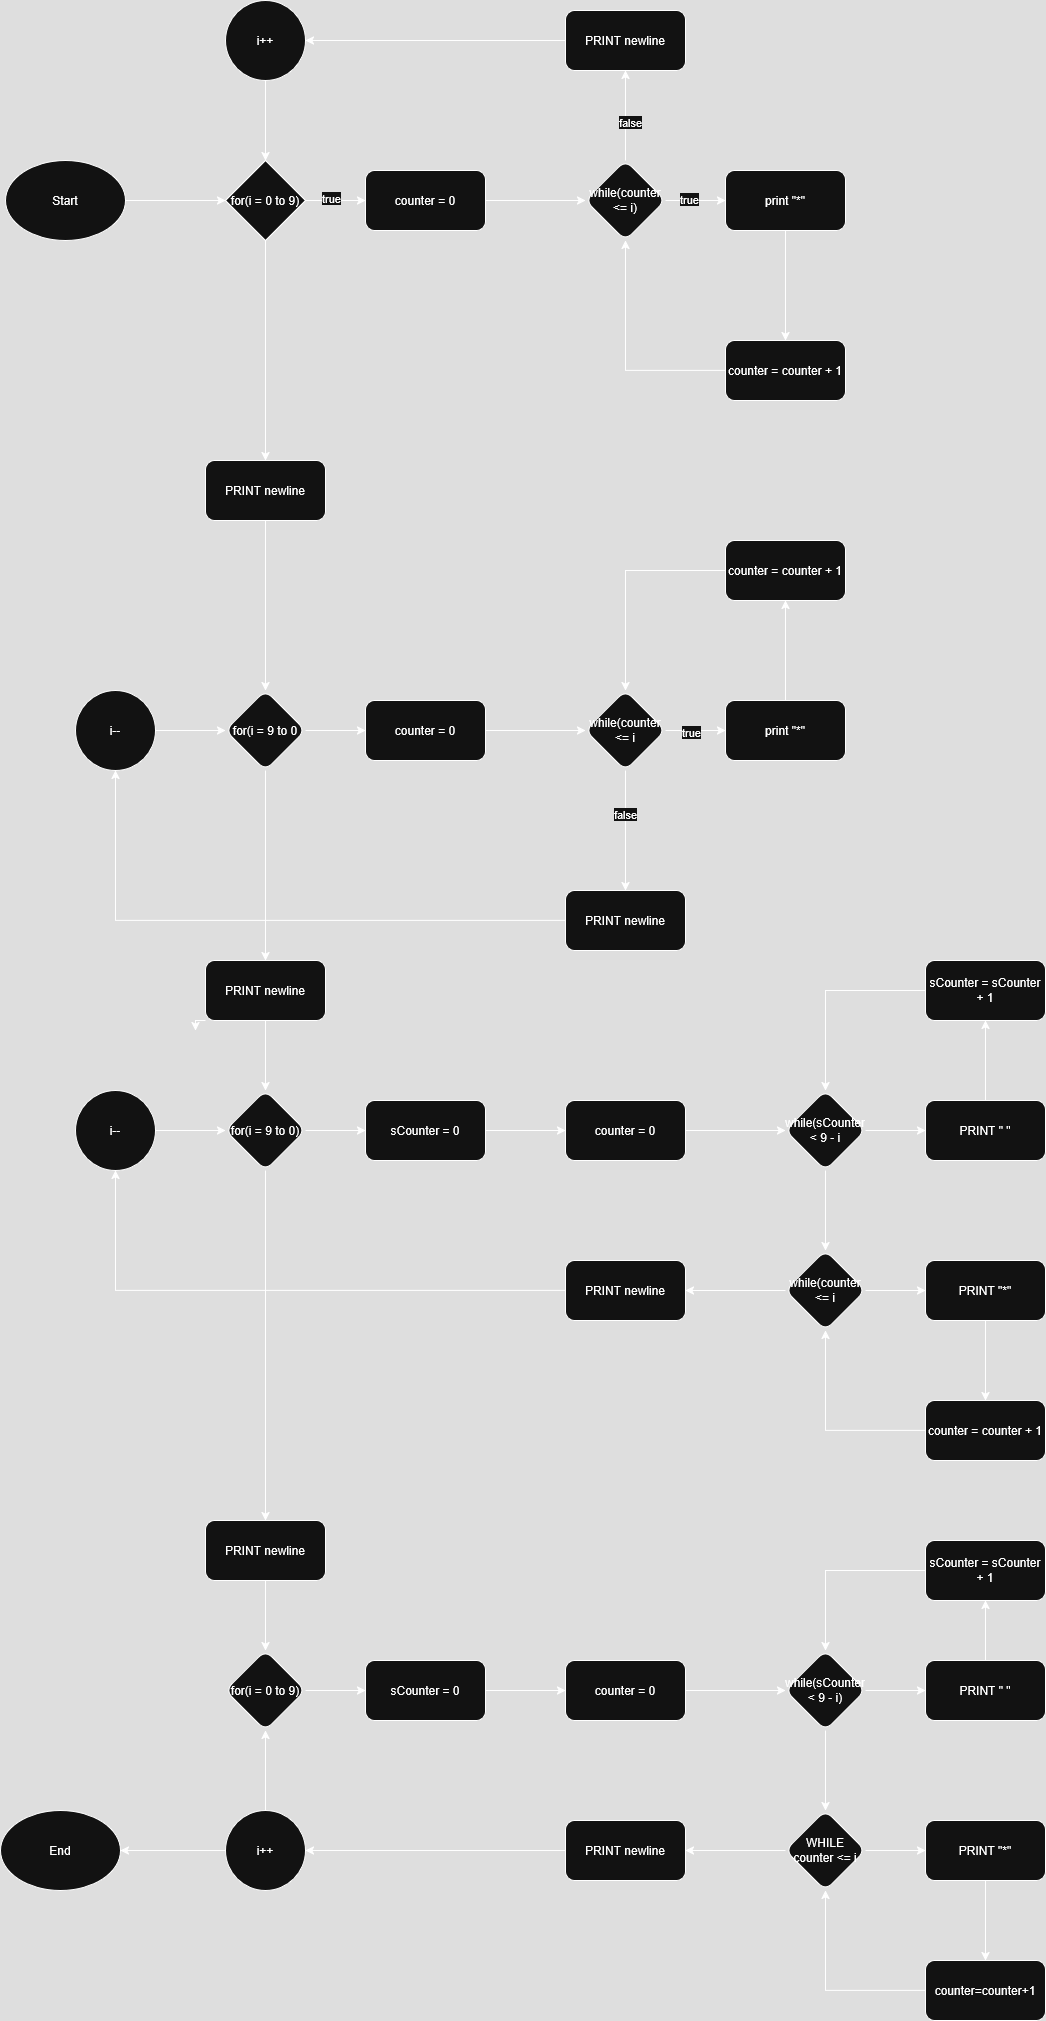 i++
PRINT newline
false
Start
for(i = 0 to 9)
true
counter = 0
while(counter
<= i)
true
print "*"
counter = counter + 1
PRINT newline
counter = counter + 1
i--
for(i = 9 to 0
counter = 0
while(counter
<= i
true
print "*"
false
PRINT newline
PRINT newline
sCounter = sCounter
+ 1
i--
for(i = 9 to 0)
sCounter = 0
counter = 0
while(sCounter
< 9 - i
PRINT " "
PRINT newline
while(counter
<= i
PRINT "*"
counter = counter + 1
PRINT newline
sCounter = sCounter
+ 1
for(i = 0 to 9)
sCounter = 0
counter = 0
while(sCounter
< 9 - i)
PRINT " "
End
i++
PRINT newline
WHILE
counter <= i
PRINT "*"
counter=counter+1